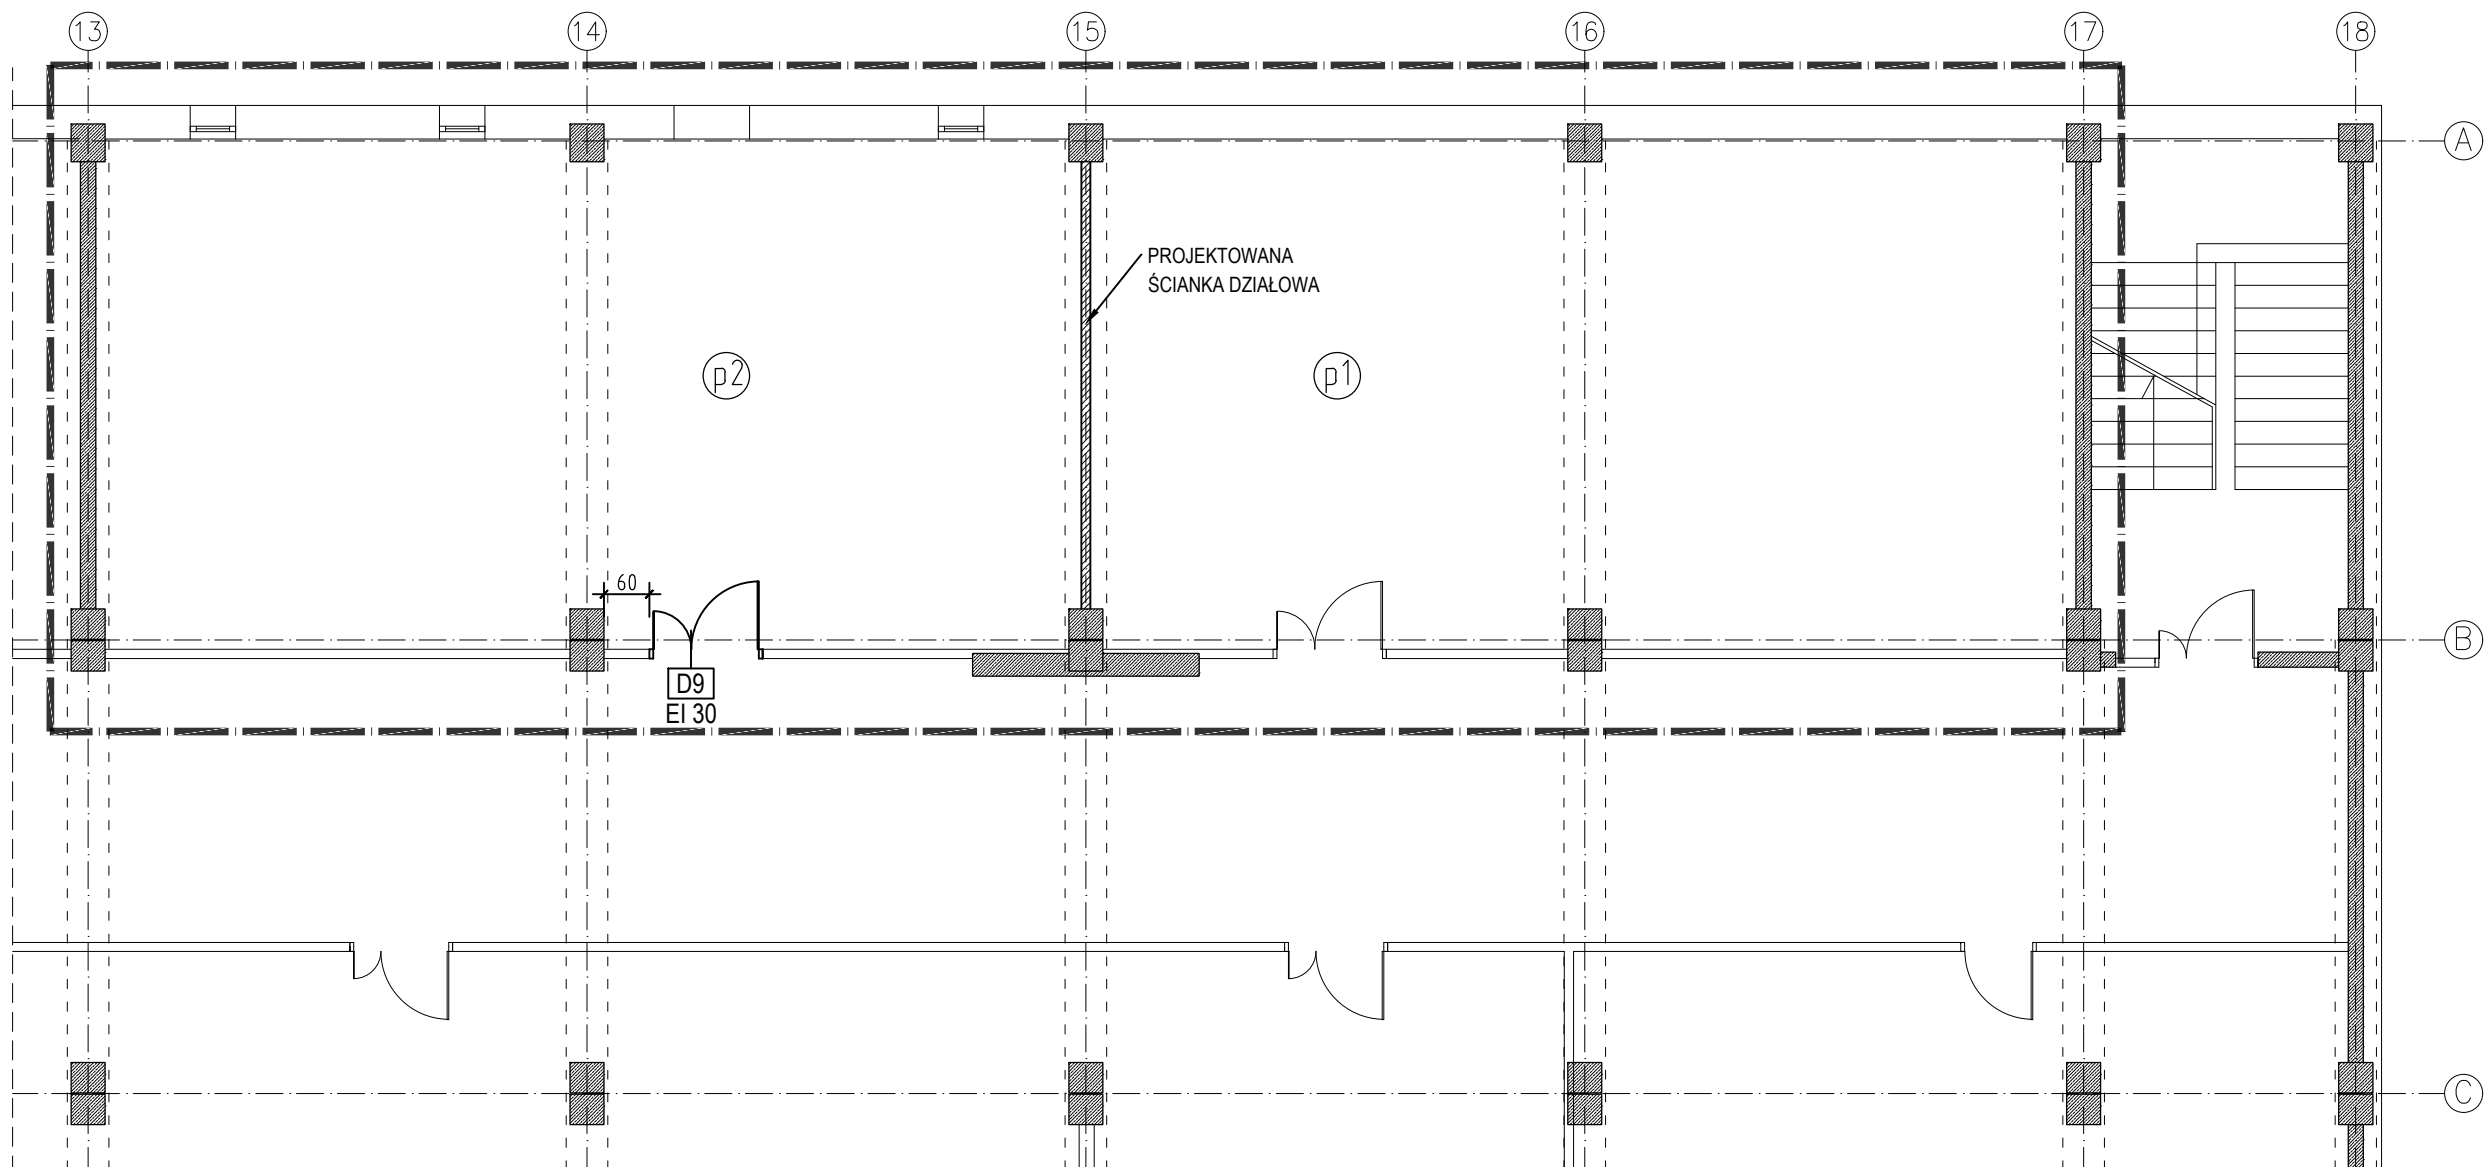 13 14 15 16 17 18
A
PROJEKTOWANA
ŚCIANKA DZIAŁOWA
p2 p1
60
B
D9
EI 30
C